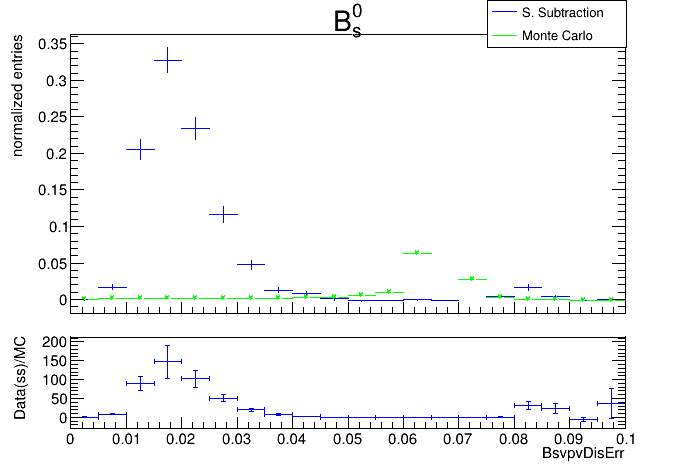 B⁰ₛ
S. Subtraction
Monte Carlo
normalized entries
0.35
0.3
0.25
0.2
0.15
0.1
0.05
0
Data(ss)/MC
200
150
100
50
0
0 0.01 0.02 0.03 0.04 0.05 0.06 0.07 0.08 0.09 0.1
BsvpvDisErr